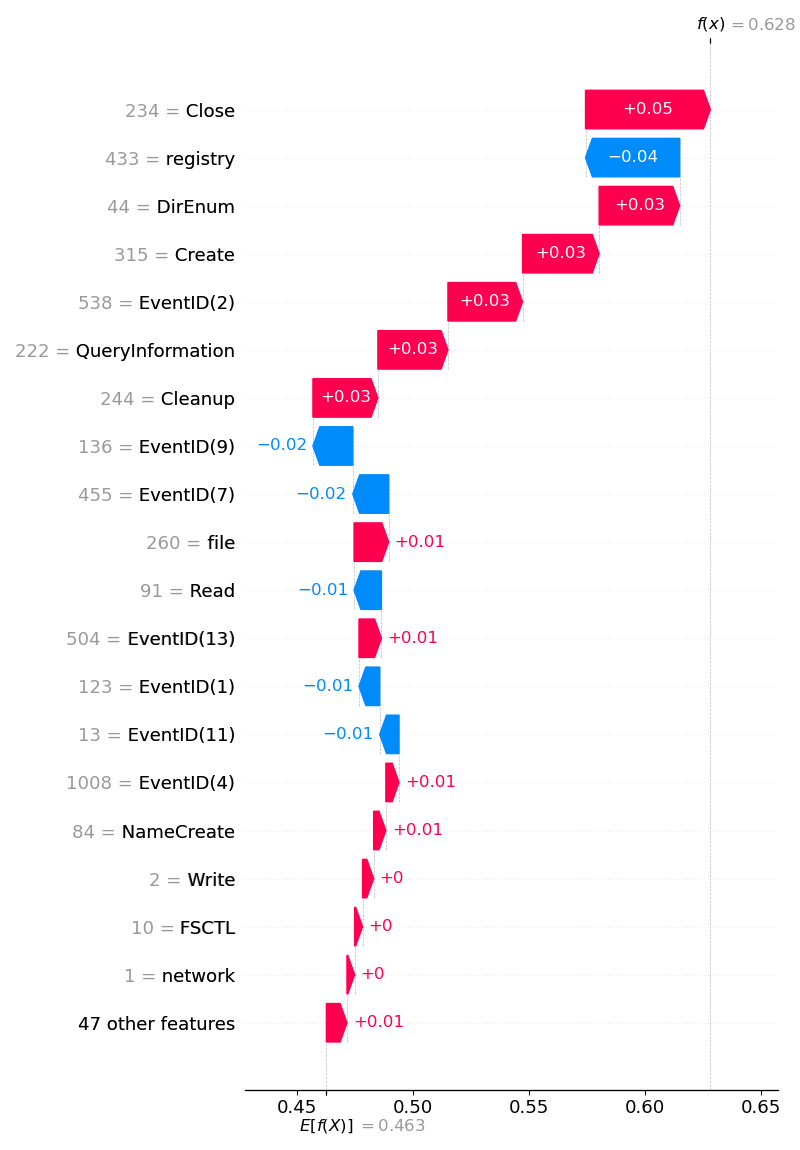 f(x) = 0.628
234 = Close
+0.05
433 = registry
−0.04
44 = DirEnum
+0.03
315 = Create
+0.03
538 = EventID(2)
+0.03
222 = QueryInformation
+0.03
244 = Cleanup
+0.03
136 = EventID(9)
−0.02
455 = EventID(7)
−0.02
260 = file
+0.01
91 = Read
−0.01
504 = EventID(13)
+0.01
123 = EventID(1)
−0.01
13 = EventID(11)
−0.01
1008 = EventID(4)
+0.01
84 = NameCreate
+0.01
2 = Write
+0
10 = FSCTL
+0
1 = network
+0
47 other features
+0.01
0.45 0.50 0.55 0.60 0.65
E[f(X)] = 0.463